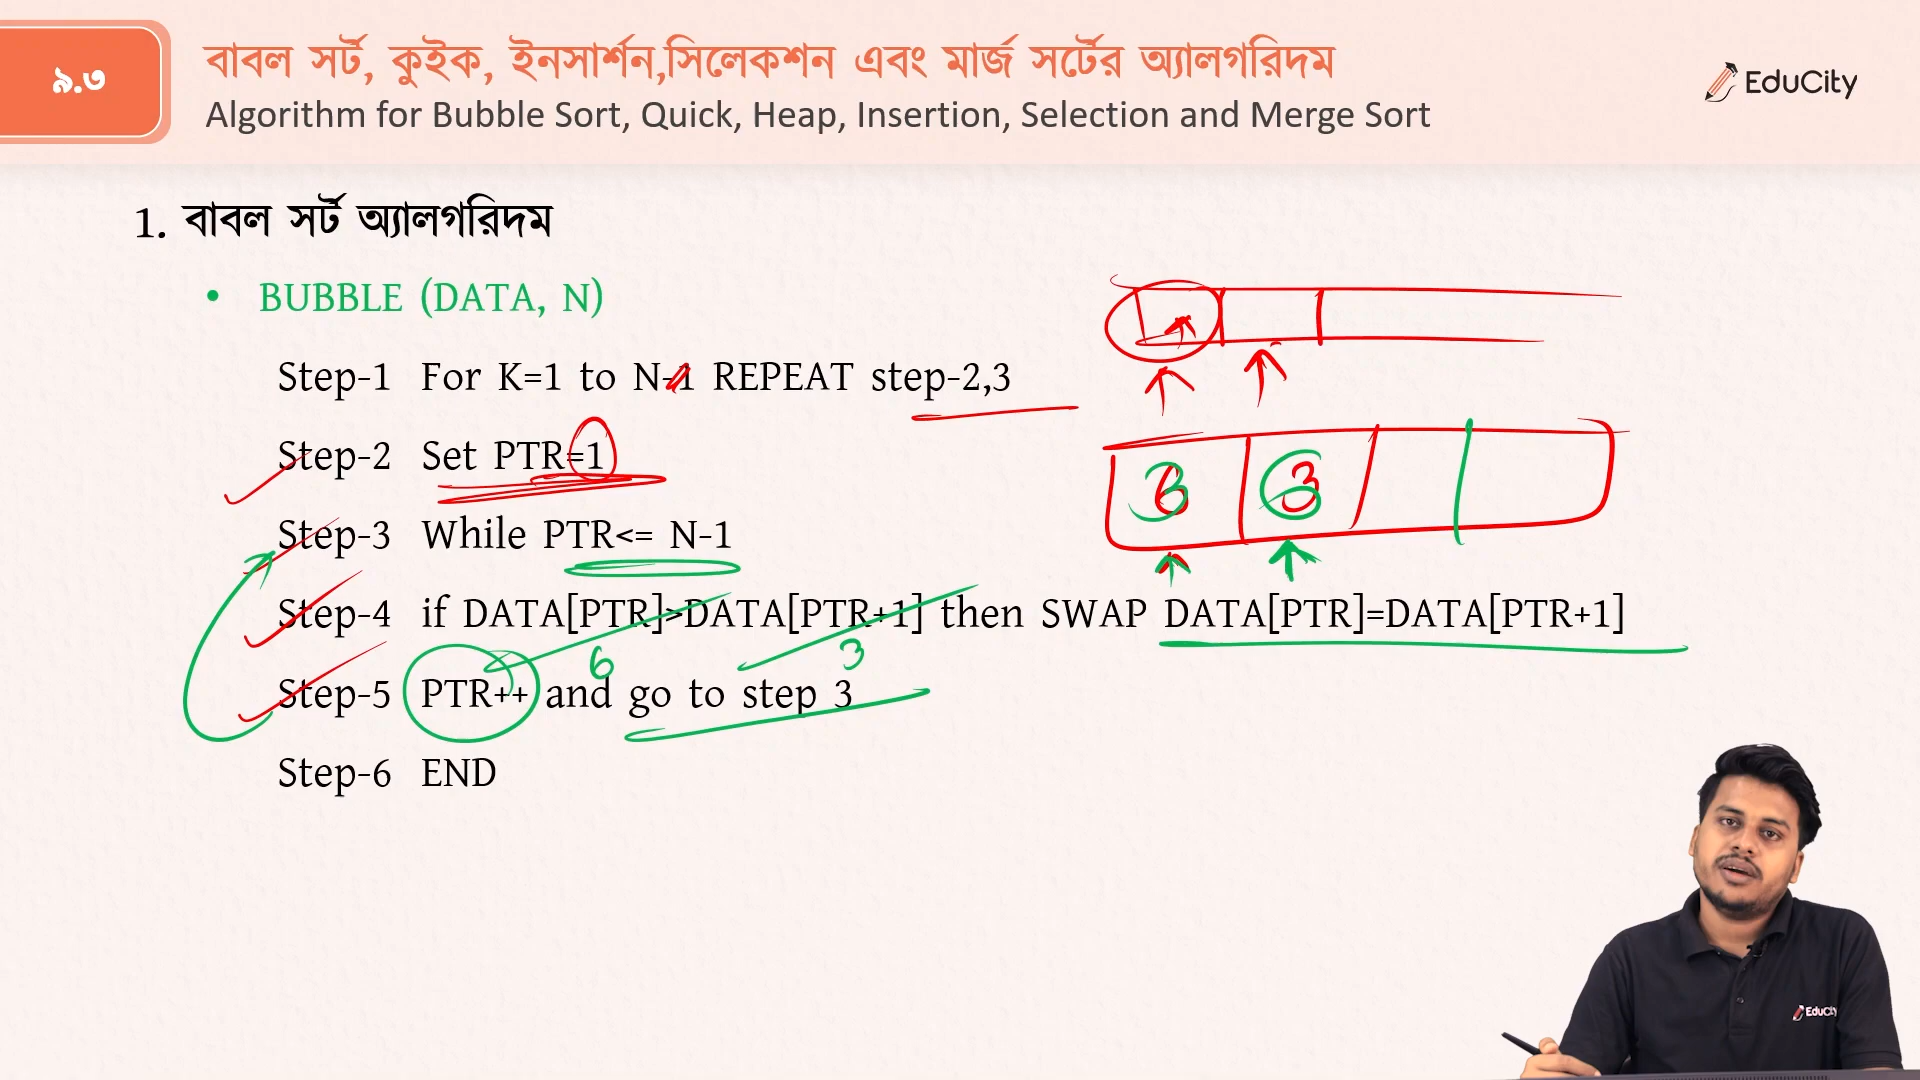 ৯.৩
বাবল সর্ট, কুইক, ইনসার্শন,সিলেকশন এবং মার্জ সর্টের অ্যালগরিদম
Algorithm for Bubble Sort, Quick, Heap, Insertion, Selection and Merge Sort
EduCity
1. বাবল সর্ট অ্যালগরিদম
• BUBBLE (DATA, N)
Step-1 For K=1 to N-1 REPEAT step-2,3
Step-2 Set PTR=1
3 3
Step-3 While PTR<= N-1
Step-4 if DATA[PTR]>DATA[PTR+1] then SWAP DATA[PTR]=DATA[PTR+1]
6 3
Step-5 PTR++ and go to step 3
Step-6 END
EduCity